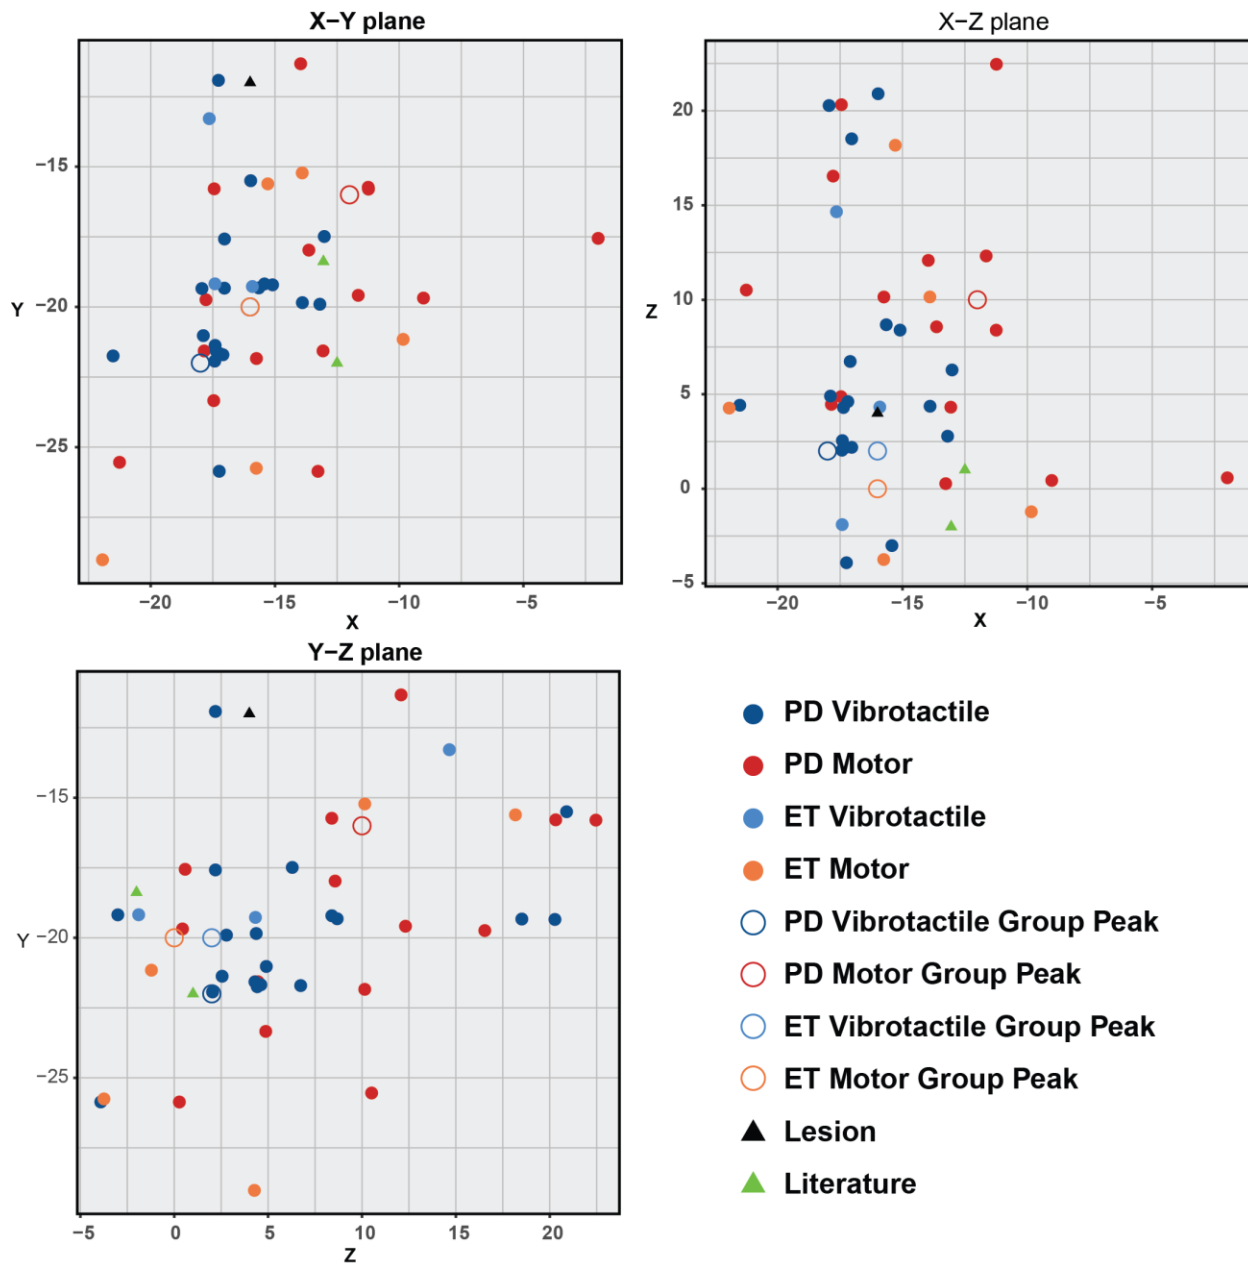 X−Y plane
−15
−20
−25
Y
−20
−15
−10
−5
X
X−Z plane
20
15
10
5
0
−5
Z
−20
−15
−10
−5
X
Y−Z plane
−15
−20
−25
Y
−5
0
5
10
15
20
Z
PD Vibrotactile
PD Motor
ET Vibrotactile
ET Motor
PD Vibrotactile Group Peak
PD Motor Group Peak
ET Vibrotactile Group Peak
ET Motor Group Peak
Lesion
Literature